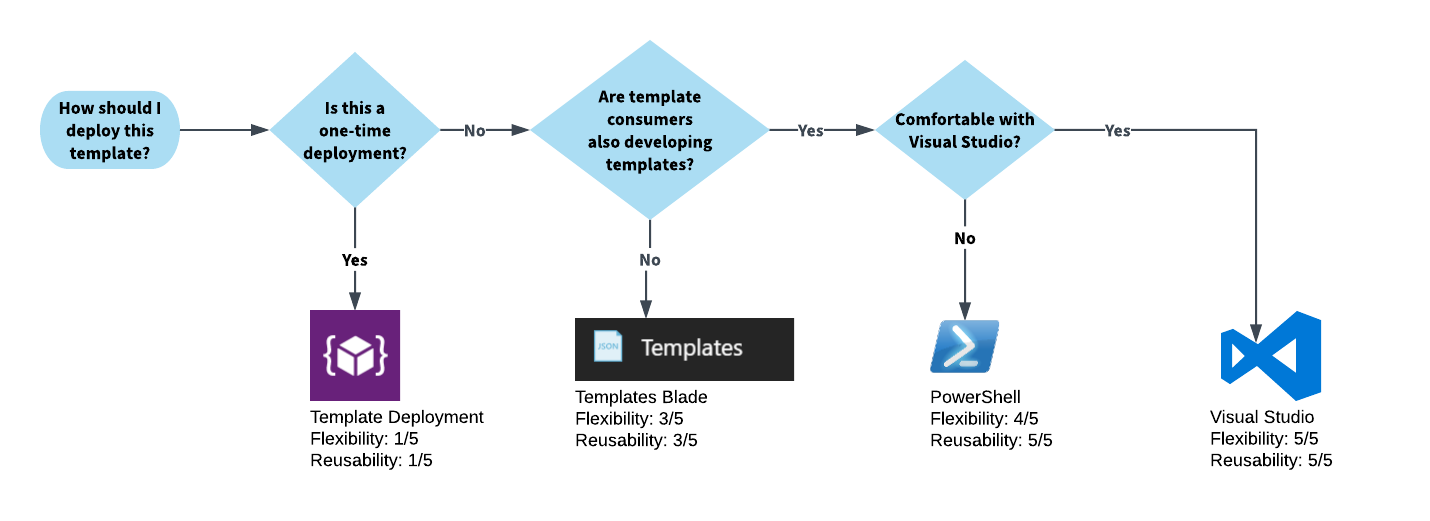 How should I
deploy this
template?
Is this a
one-time
deployment?
No
Are template
consumers
also developing
templates?
Yes
Comfortable with
Visual Studio?
Yes
Yes
No
No
{ }
JSON
Templates
Template Deployment
Flexibility: 1/5
Reusability: 1/5
Templates Blade
Flexibility: 3/5
Reusability: 3/5
PowerShell
Flexibility: 4/5
Reusability: 5/5
Visual Studio
Flexibility: 5/5
Reusability: 5/5